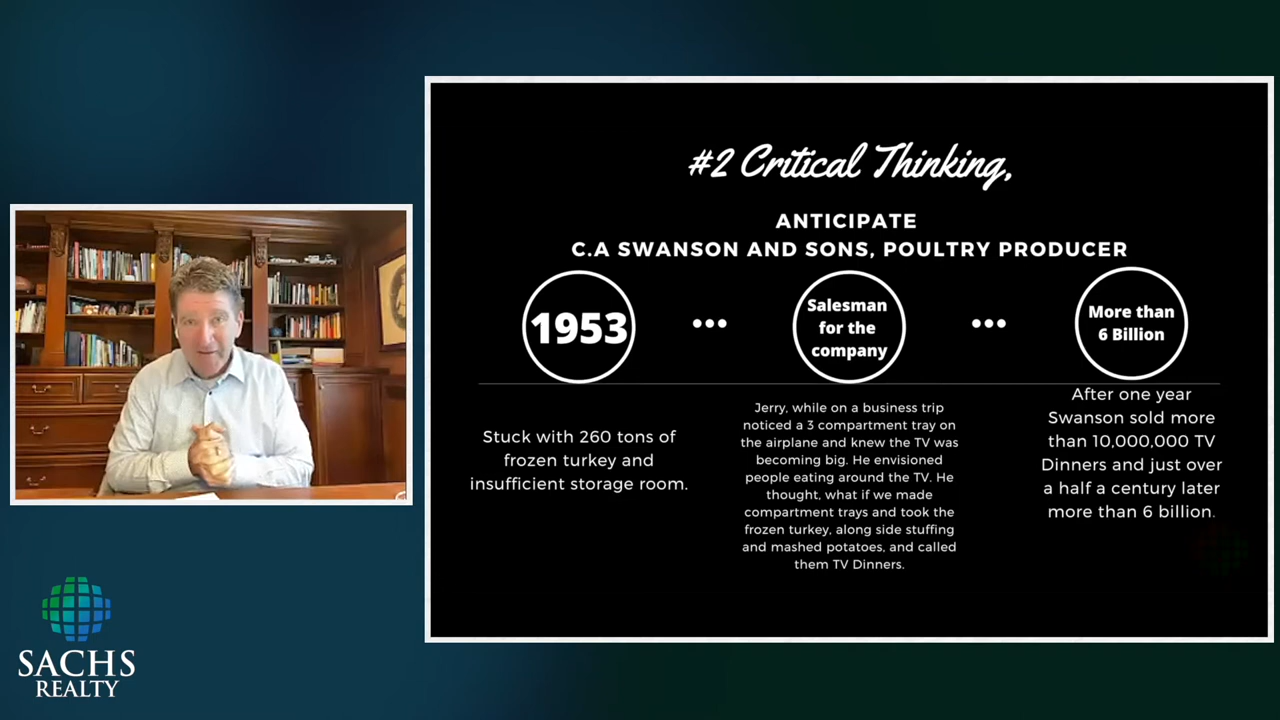 #2 Critical Thinking,
ANTICIPATE
C.A SWANSON AND SONS, POULTRY PRODUCER
1953
•••
Salesman
for the
company
•••
More than
6 Billion
Stuck with 260 tons of
frozen turkey and
insufficient storage room.
Jerry, while on a business trip
noticed a 3 compartment tray on
the airplane and knew the TV was
becoming big. He envisioned
people eating around the TV. He
thought, what if we made
compartment trays and took the
frozen turkey, along side stuffing
and mashed potatoes, and called
them TV Dinners.
After one year
Swanson sold more
than 10,000,000 TV
Dinners and just over
a half a century later
more than 6 billion.
SACHS
REALTY